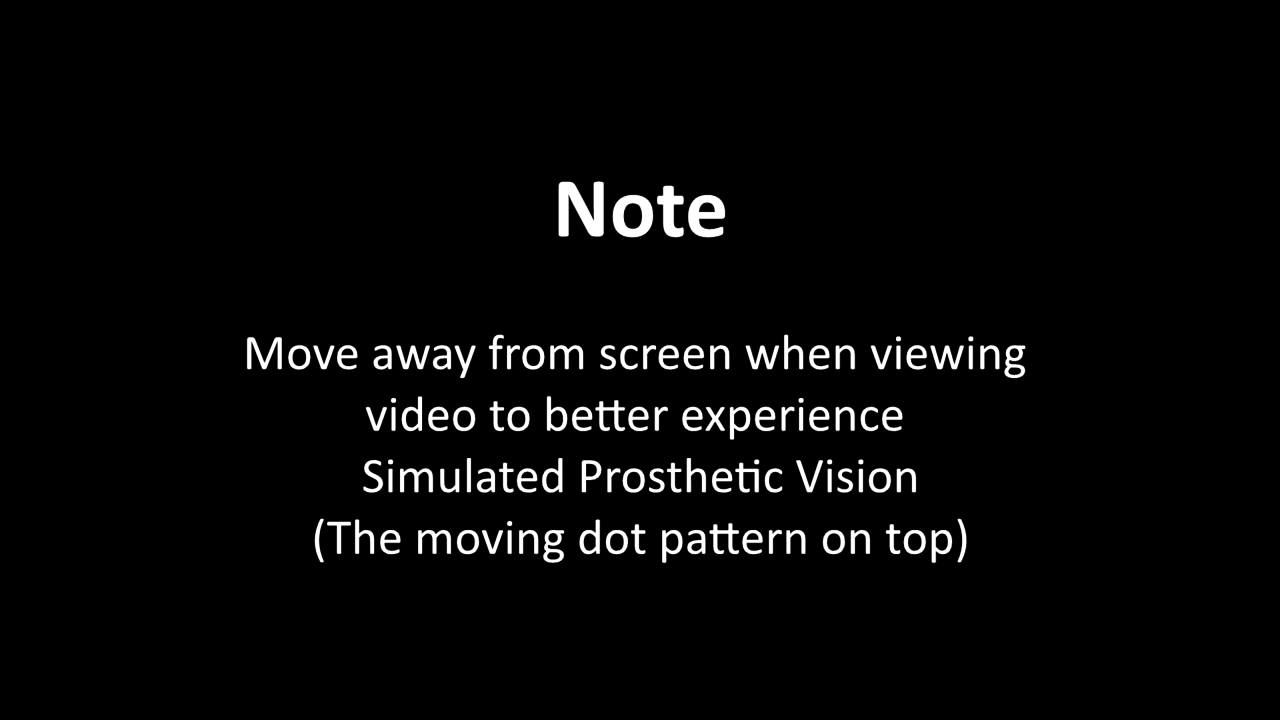 Note
Move away from screen when viewing
video to better experience
Simulated Prosthetic Vision
(The moving dot pattern on top)